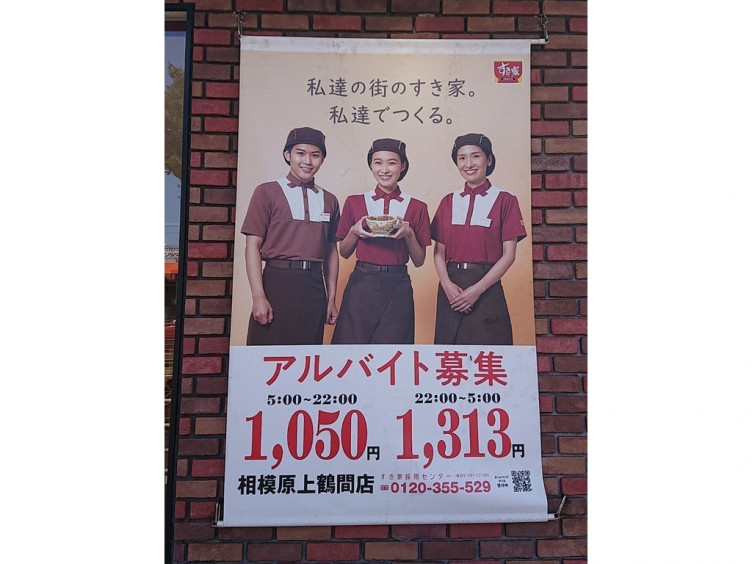 すき家
私達の街のすき家。
私達でつくる。
アルバイト募集
5:00~22:00
1,050円
22:00~5:00
1,313円
相模原上鶴間店
すき家採用センター
0120-355-529